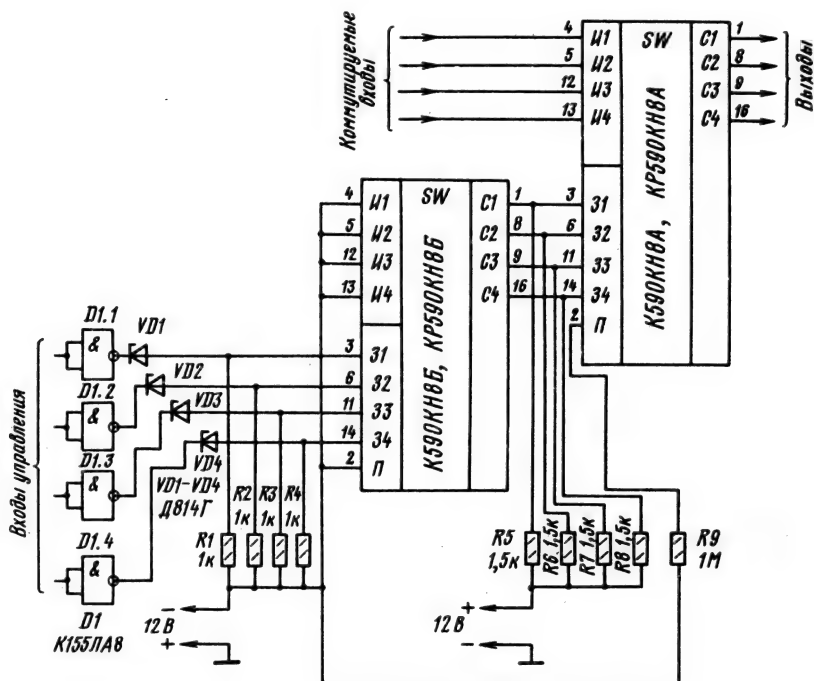 Коммутируемые
входы
4
5
12
13
И1
И2
И3
И4
SW
К590КН8А, КР590КН8А
С1
С2
С3
С4
1
8
9
16
Выходы
3
6
11
14
2
З1
З2
З3
З4
П
4
5
12
13
И1
И2
И3
И4
SW
К590КН8Б, КР590КН8Б
С1
С2
С3
С4
1
8
9
16
3
6
11
14
2
З1
З2
З3
З4
П
Входы управления
D1.1
&
VD1
D1.2
&
VD2
D1.3
&
VD3
D1.4
&
VD4
VD1-VD4
Д814Г
D1
К155ЛА8
R1
1к
R2
1к
R3
1к
R4
1к
−
12 В
+
R5
1,5к
R6 1,5к
R7 1,5к
R8 1,5к
R9
1М
+
12 В
−